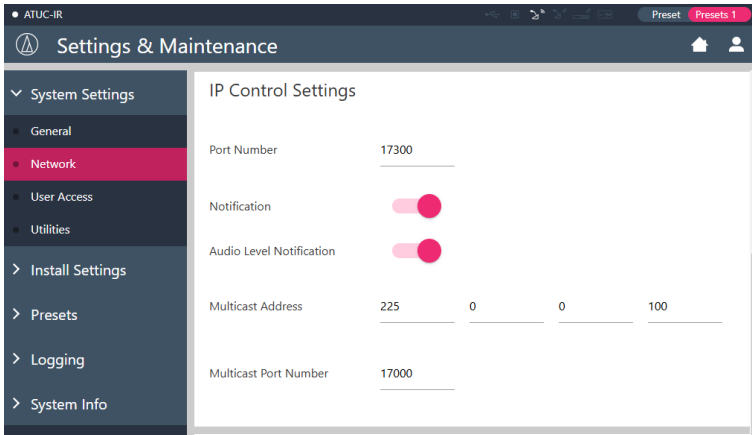 ATUC-IR
Preset Presets 1
Settings & Maintenance
System Settings
General
Network
User Access
Utilities
Install Settings
Presets
Logging
System Info
IP Control Settings
Port Number 17300
Notification
Audio Level Notification
Multicast Address 225 0 0 100
Multicast Port Number 17000